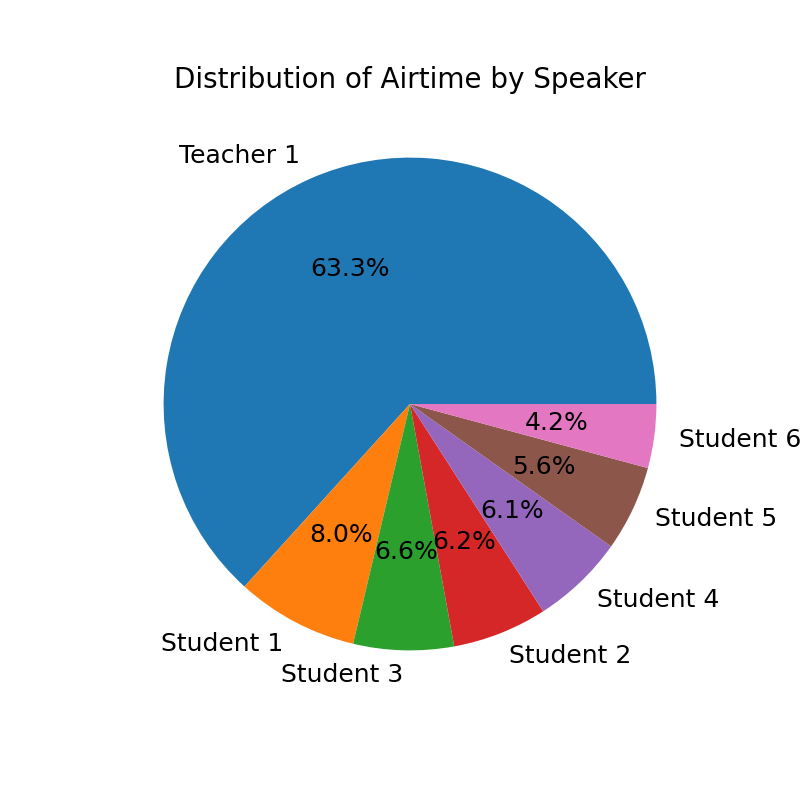 Distribution of Airtime by Speaker
Teacher 1
63.3%
4.2%
Student 6
5.6%
Student 5
6.1%
8.0%
6.6%
6.2%
Student 4
Student 1
Student 2
Student 3